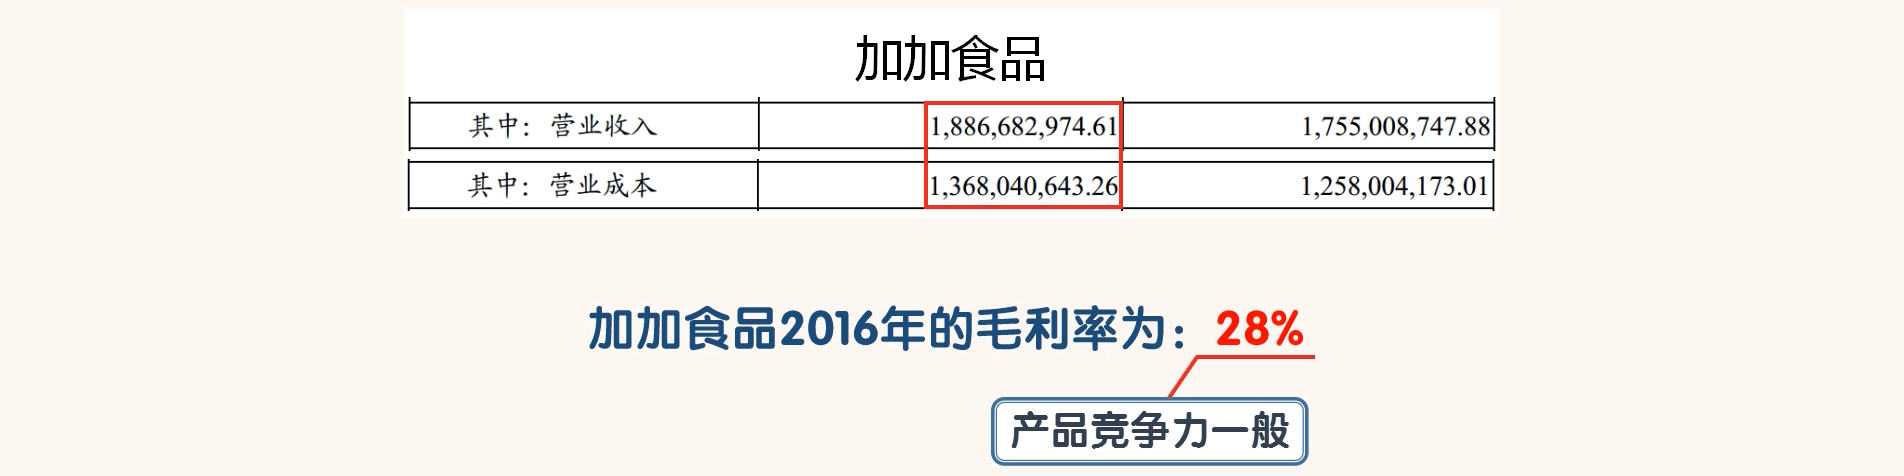 加加食品
其中：营业收入 1,886,682,974.61 1,755,008,747.88
其中：营业成本 1,368,040,643.26 1,258,004,173.01
加加食品2016年的毛利率为：28%
产品竞争力一般